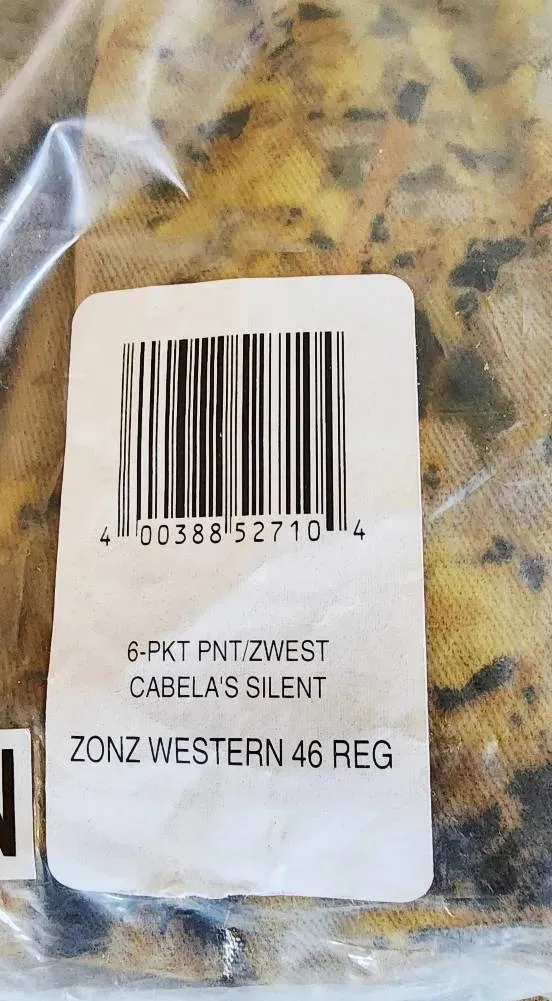 4 00388 52710 4
6-PKT PNT/ZWEST
CABELA'S SILENT
ZONZ WESTERN 46 REG